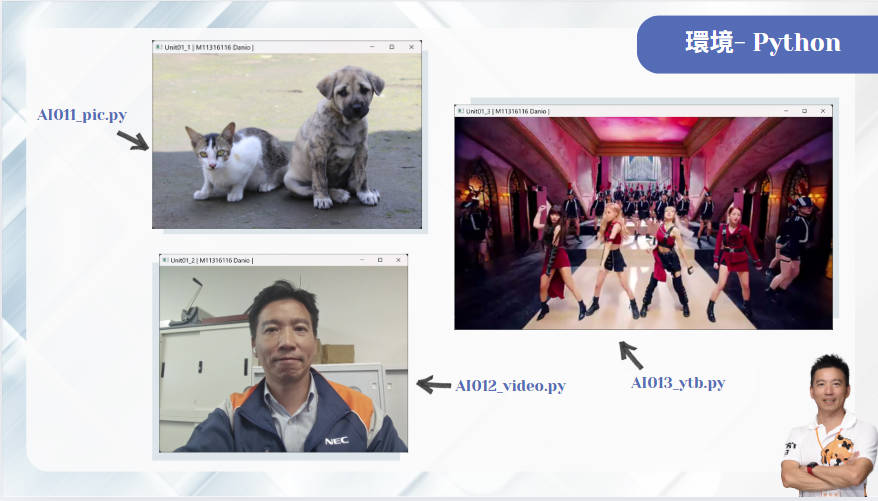 環境- Python
Unit01_1 | M11316116 Danio |
AI011_pic.py
Unit01_3 | M11316116 Danio |
Unit01_2 | M11316116 Danio |
NEC
AI012_video.py
AI013_ytb.py